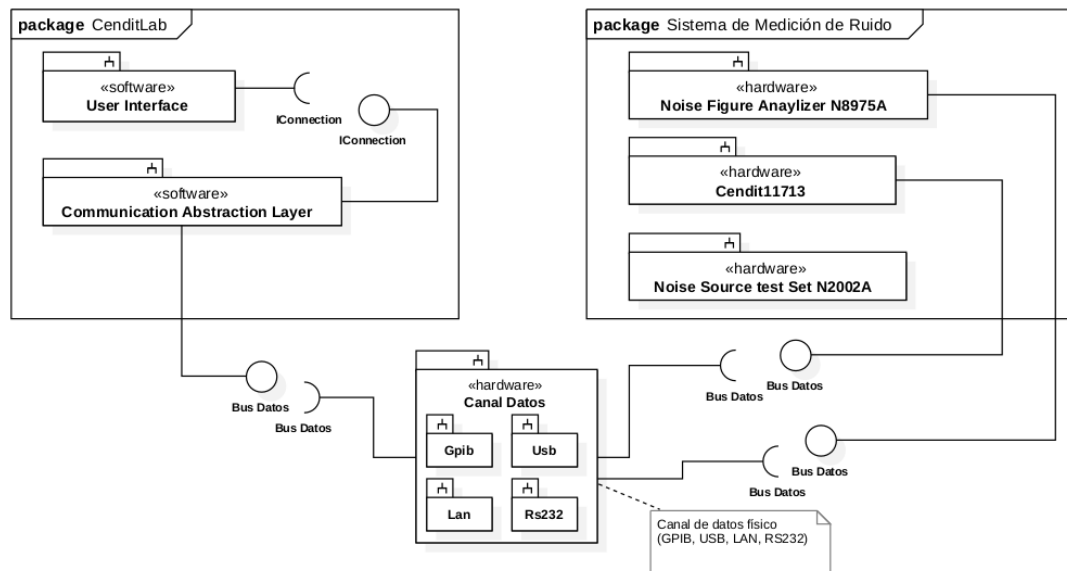 package CenditLab
«software»
User Interface
IConnection
IConnection
«software»
Communication Abstraction Layer
package Sistema de Medición de Ruido
«hardware»
Noise Figure Anaylizer N8975A
«hardware»
Cendit11713
«hardware»
Noise Source test Set N2002A
Bus Datos
Bus Datos
«hardware»
Canal Datos
Gpib
Usb
Lan
Rs232
Bus Datos
Bus Datos
Bus Datos
Bus Datos
Canal de datos físico
(GPIB, USB, LAN, RS232)